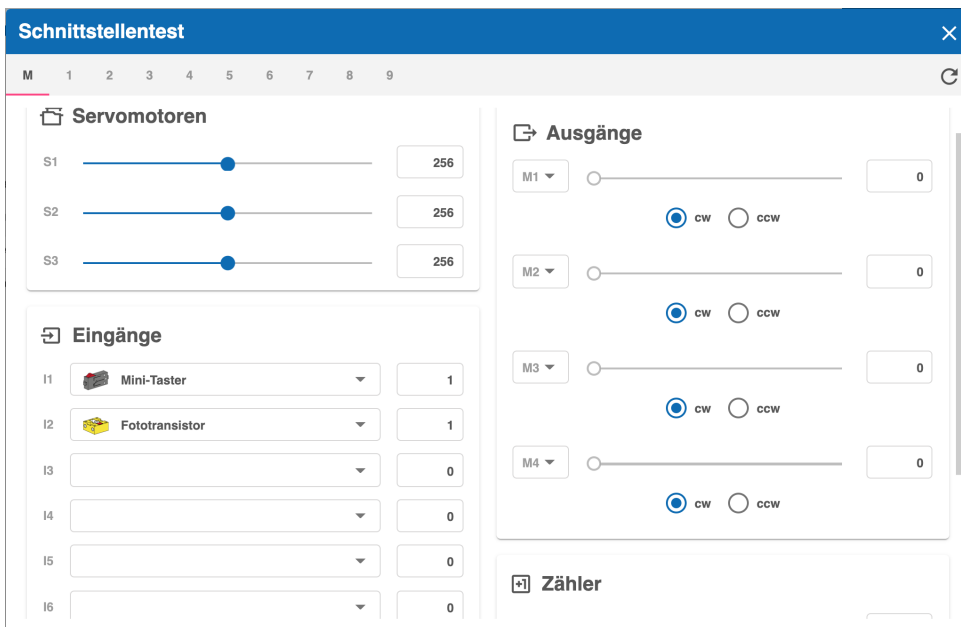 Schnittstellentest
M 1 2 3 4 5 6 7 8 9
Servomotoren
S1 256
S2 256
S3 256
Eingänge
I1 Mini-Taster 1
I2 Fototransistor 1
I3 0
I4 0
I5 0
I6 0
Ausgänge
M1 0
cw ccw
M2 0
cw ccw
M3 0
cw ccw
M4 0
cw ccw
+1 Zähler